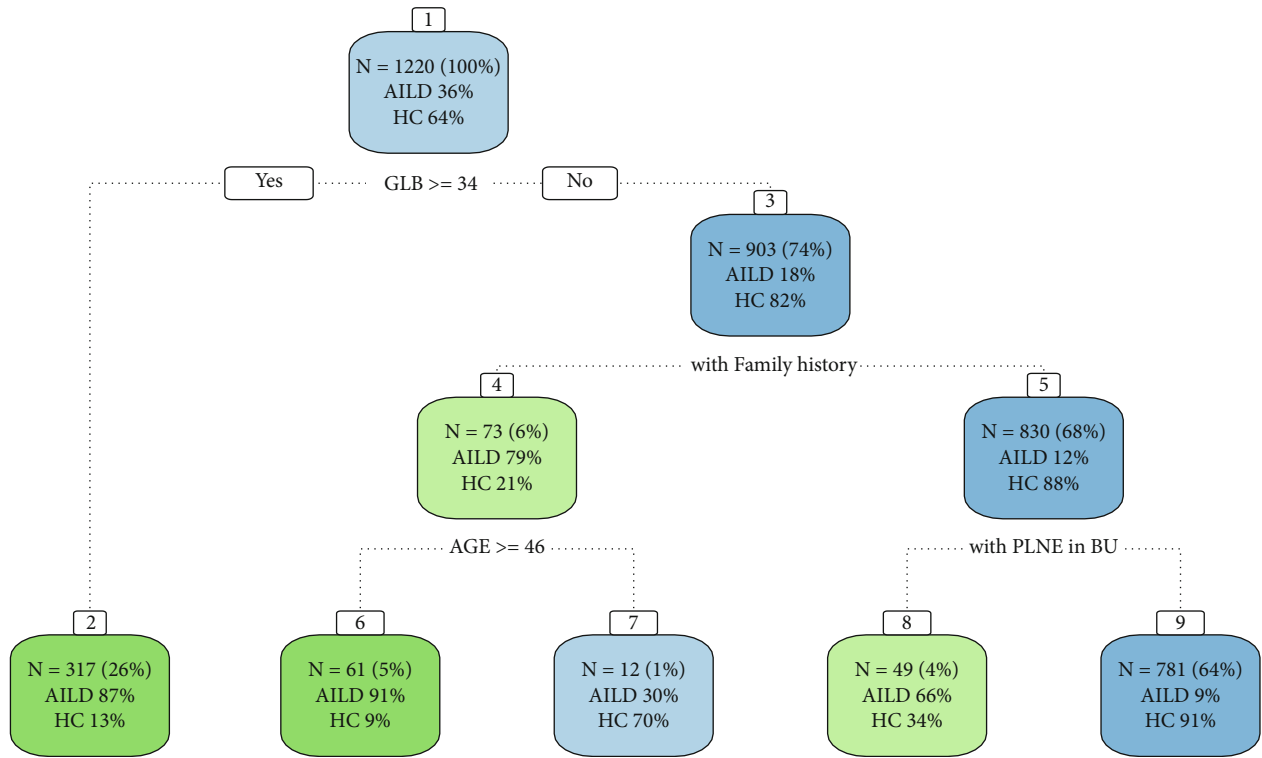 1
N = 1220 (100%)
AILD 36%
HC 64%
Yes
GLB >= 34
No
3
N = 903 (74%)
AILD 18%
HC 82%
with Family history
4
N = 73 (6%)
AILD 79%
HC 21%
5
N = 830 (68%)
AILD 12%
HC 88%
AGE >= 46
with PLNE in BU
2
N = 317 (26%)
AILD 87%
HC 13%
6
N = 61 (5%)
AILD 91%
HC 9%
7
N = 12 (1%)
AILD 30%
HC 70%
8
N = 49 (4%)
AILD 66%
HC 34%
9
N = 781 (64%)
AILD 9%
HC 91%